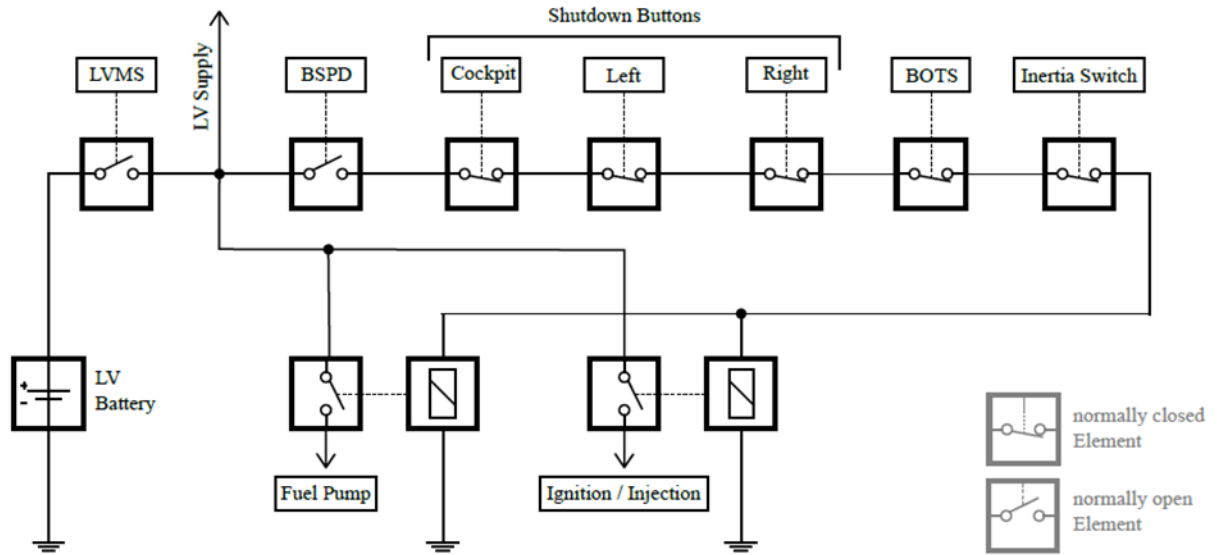 Shutdown Buttons
LVMS
LV Supply
BSPD
Cockpit
Left
Right
BOTS
Inertia Switch
+
-
LV
Battery
Fuel Pump
Ignition / Injection
normally closed
Element
normally open
Element